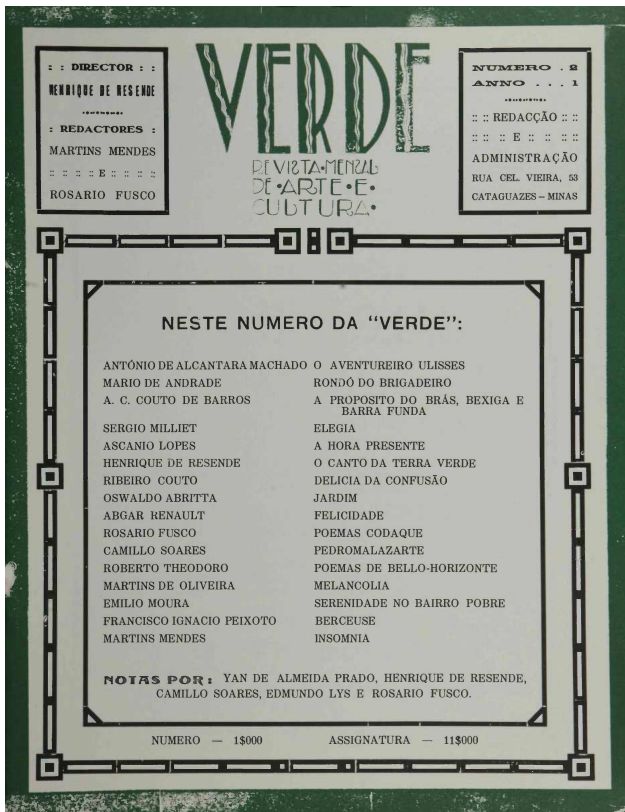 : : DIRECTOR : :
HENRIQUE DE RESENDE
: REDACTORES :
MARTINS MENDES
:: :: :: :: E :: :: :: ::
ROSARIO FUSCO
VERDE
REVISTA•MENSAL•
DE•ARTE•E•
CULTURA•
NUMERO . 2
ANNO . . . 1
:: :: REDACÇÃO :: ::
:: :: :: E :: :: :: ::
ADMINISTRAÇÃO
RUA CEL. VIEIRA, 53
CATAGUAZES – MINAS
NESTE NUMERO DA “VERDE”:
ANTÓNIO DE ALCANTARA MACHADO O AVENTUREIRO ULISSES
MARIO DE ANDRADE RONDÓ DO BRIGADEIRO
A. C. COUTO DE BARROS A PROPOSITO DO BRÁS, BEXIGA E
BARRA FUNDA
SERGIO MILLIET ELEGIA
ASCANIO LOPES A HORA PRESENTE
HENRIQUE DE RESENDE O CANTO DA TERRA VERDE
RIBEIRO COUTO DELICIA DA CONFUSÃO
OSWALDO ABRITTA JARDIM
ABGAR RENAULT FELICIDADE
ROSARIO FUSCO POEMAS CODAQUE
CAMILLO SOARES PEDROMALAZARTE
ROBERTO THEODORO POEMAS DE BELLO-HORIZONTE
MARTINS DE OLIVEIRA MELANCOLIA
EMILIO MOURA SERENIDADE NO BAIRRO POBRE
FRANCISCO IGNACIO PEIXOTO BERCEUSE
MARTINS MENDES INSOMNIA
NOTAS POR: YAN DE ALMEIDA PRADO, HENRIQUE DE RESENDE,
CAMILLO SOARES, EDMUNDO LYS E ROSARIO FUSCO.
NUMERO — 1$000 ASSIGNATURA — 11$000